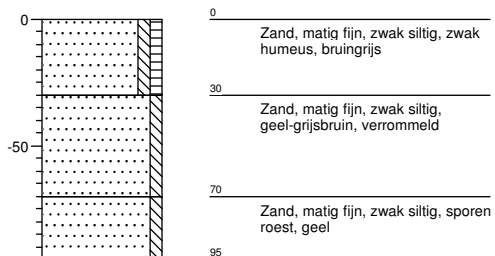 0
0
Zand, matig fijn, zwak siltig, zwak
humeus, bruingrijs
30
Zand, matig fijn, zwak siltig,
geel-grijsbruin, verrommeld
-50
70
Zand, matig fijn, zwak siltig, sporen
roest, geel
95